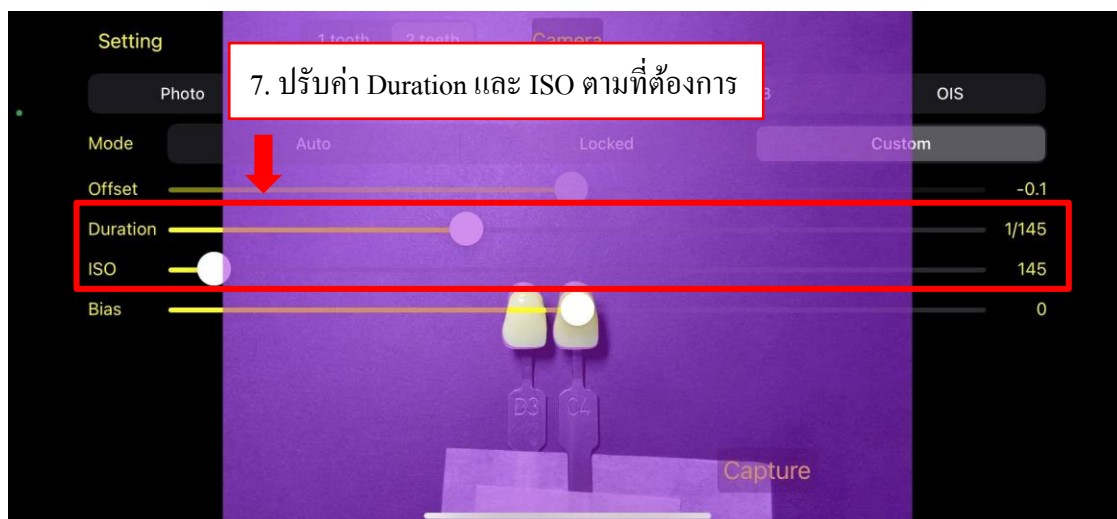 Setting
1 tooth 2 teeth Camera
7. ปรับค่า Duration และ ISO ตามที่ต้องการ
Photo OIS
Mode Auto Locked Custom
Offset -0.1
Duration 1/145
ISO 145
Bias 0
D3 C4
Capture